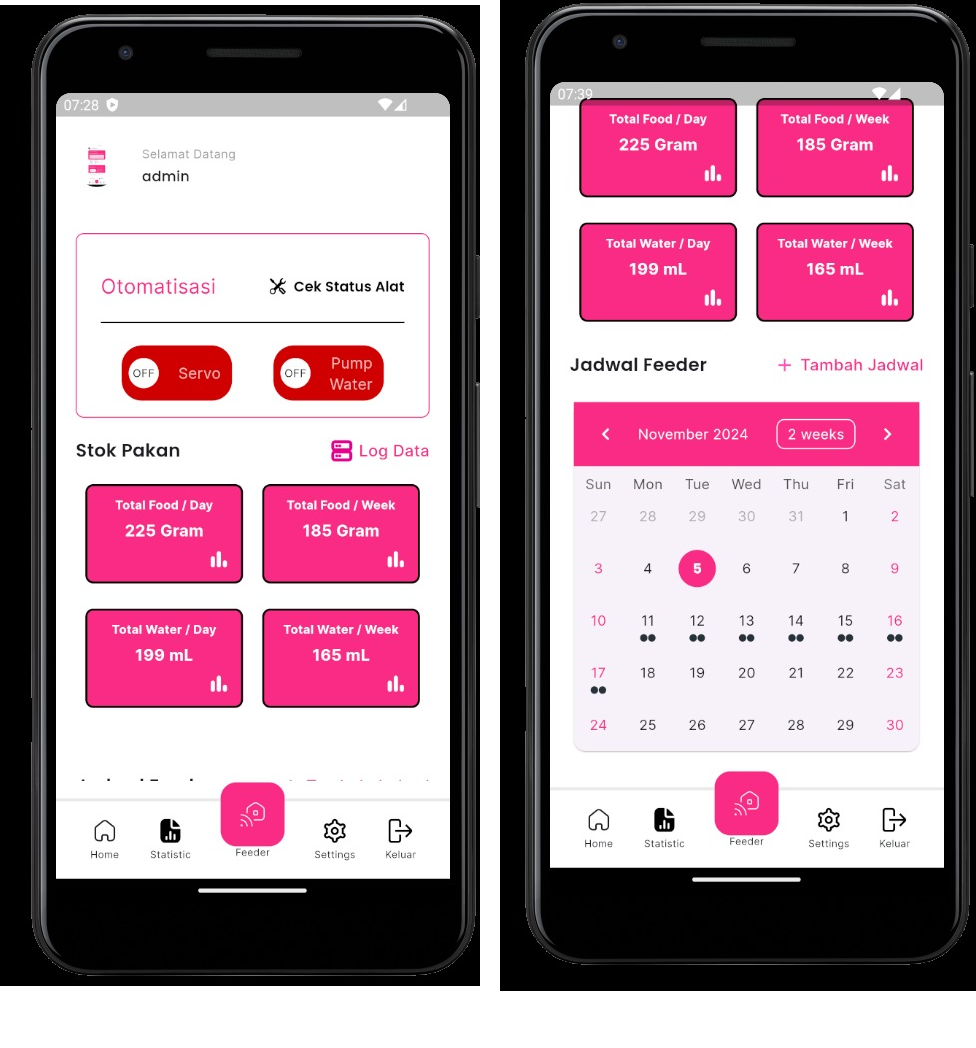 07:28
Selamat Datang
admin
Otomatisasi
Cek Status Alat
OFF Servo
OFF Pump Water
Stok Pakan
Log Data
Total Food / Day
225 Gram
Total Food / Week
185 Gram
Total Water / Day
199 mL
Total Water / Week
165 mL
Home
Statistic
Feeder
Settings
Keluar
07:39
Total Food / Day
225 Gram
Total Food / Week
185 Gram
Total Water / Day
199 mL
Total Water / Week
165 mL
Jadwal Feeder
+ Tambah Jadwal
November 2024
2 weeks
Sun Mon Tue Wed Thu Fri Sat
27 28 29 30 31 1 2
3 4 5 6 7 8 9
10 11 12 13 14 15 16
17 18 19 20 21 22 23
24 25 26 27 28 29 30
Home
Statistic
Feeder
Settings
Keluar